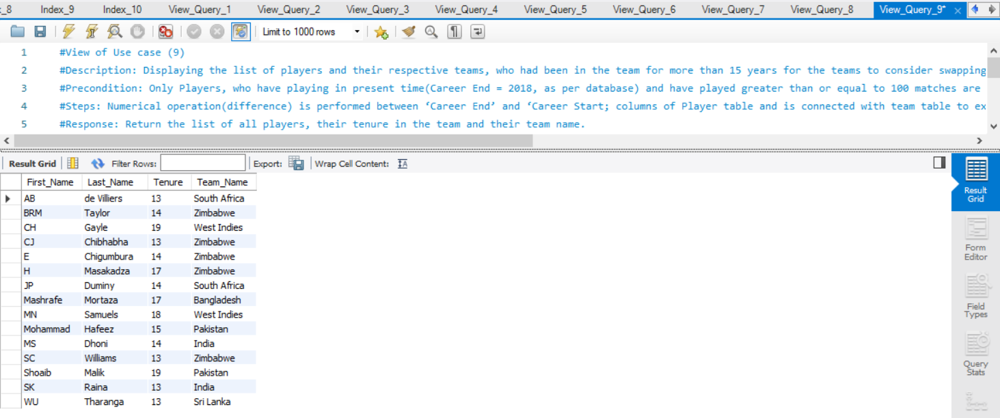 _8 Index_9 Index_10 View_Query_1 View_Query_2 View_Query_3 View_Query_4 View_Query_5 View_Query_6 View_Query_7 View_Query_8 View_Query_9*
Limit to 1000 rows
1 #View of Use case (9)
2 #Description: Displaying the list of players and their respective teams, who had been in the team for more than 15 years for the teams to consider swapping
3 #Precondition: Only Players, who have playing in present time(Career End = 2018, as per database) and have played greater than or equal to 100 matches are
4 #Steps: Numerical operation(difference) is performed between ‘Career End’ and ‘Career Start; columns of Player table and is connected with team table to ex
5 #Response: Return the list of all players, their tenure in the team and their team name.
Result Grid Filter Rows: Export: Wrap Cell Content:
First_Name Last_Name Tenure Team_Name
AB de Villiers 13 South Africa
BRM Taylor 14 Zimbabwe
CH Gayle 19 West Indies
CJ Chibhabha 13 Zimbabwe
E Chigumbura 14 Zimbabwe
H Masakadza 17 Zimbabwe
JP Duminy 14 South Africa
Mashrafe Mortaza 17 Bangladesh
MN Samuels 18 West Indies
Mohammad Hafeez 15 Pakistan
MS Dhoni 14 India
SC Williams 13 Zimbabwe
Shoaib Malik 19 Pakistan
SK Raina 13 India
WU Tharanga 13 Sri Lanka
Result
Grid
Form
Editor
Field
Types
Query
Stats